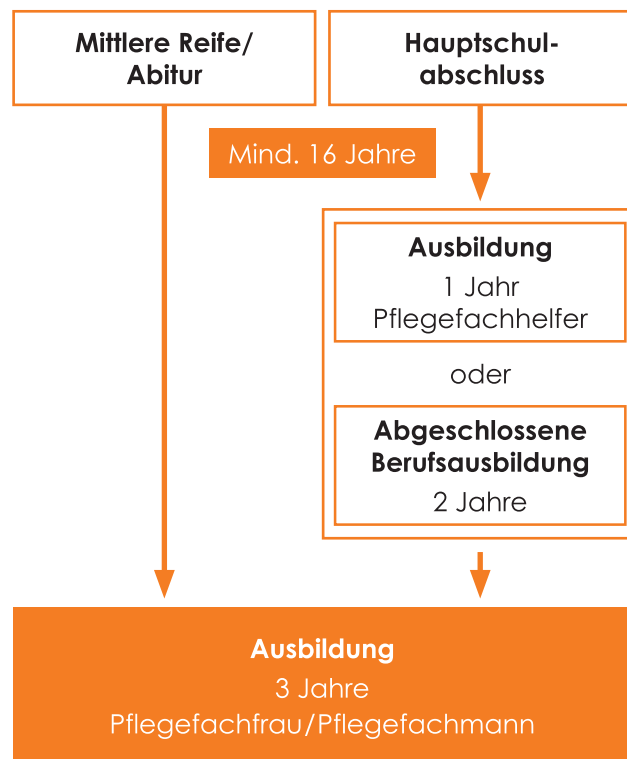 Mittlere Reife/
Abitur
Hauptschul-
abschluss
Mind. 16 Jahre
Ausbildung
1 Jahr
Pflegefachhelfer
oder
Abgeschlossene
Berufsausbildung
2 Jahre
Ausbildung
3 Jahre
Pflegefachfrau/Pflegefachmann